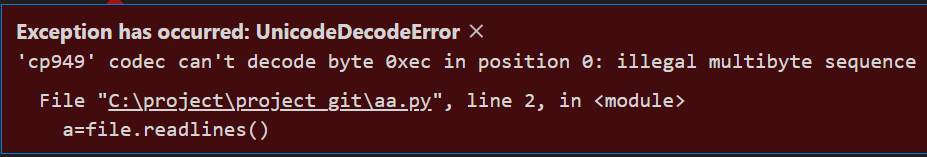 Exception has occurred: UnicodeDecodeError ×
'cp949' codec can't decode byte 0xec in position 0: illegal multibyte sequence
File "C:\project\project_git\aa.py", line 2, in <module>
a=file.readlines()